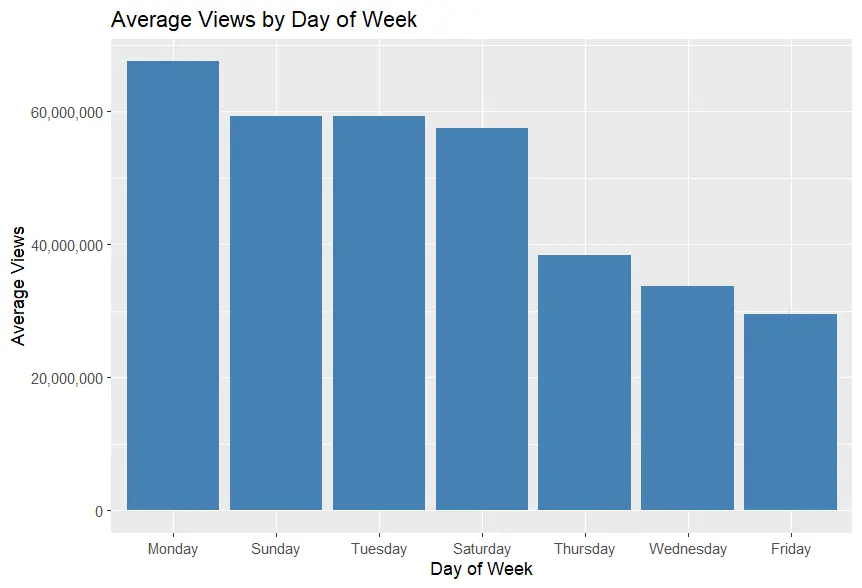 Average Views by Day of Week
Average Views
60,000,000
40,000,000
20,000,000
0
Monday Sunday Tuesday Saturday Thursday Wednesday Friday
Day of Week